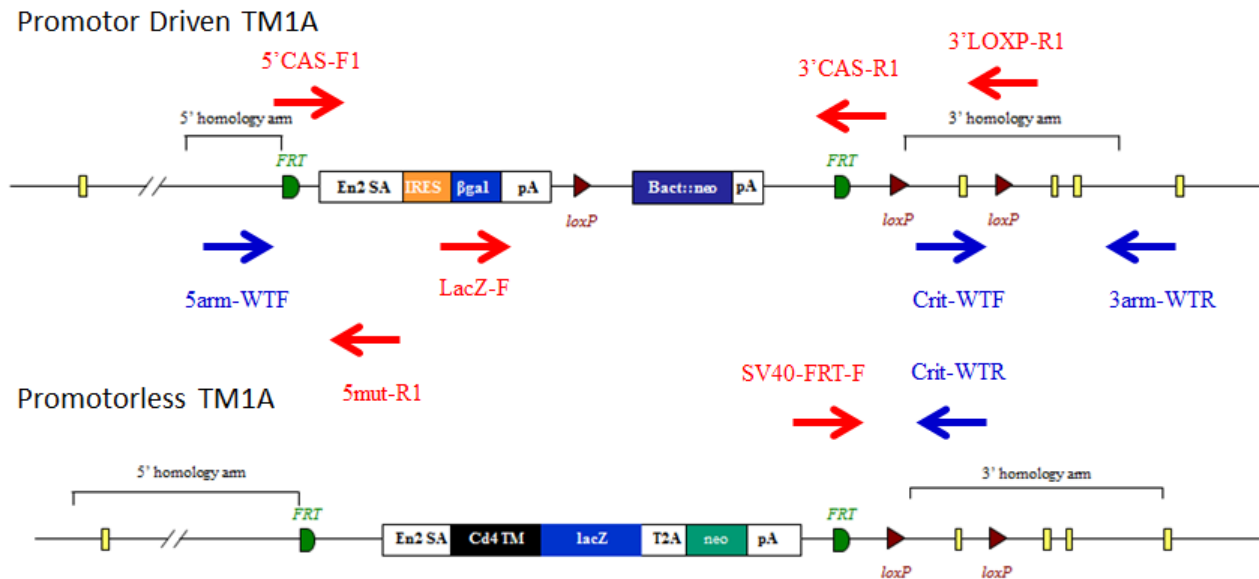 Promotor Driven TM1A
5'CAS-F1
3'CAS-R1
3'LOXP-R1
5' homology arm
3' homology arm
FRT
FRT
En2 SA
IRES
βgal
pA
loxP
Bact::neo
pA
loxP
loxP
5arm-WTF
LacZ-F
Crit-WTF
3arm-WTR
5mut-R1
SV40-FRT-F
Crit-WTR
Promotorless TM1A
5' homology arm
3' homology arm
FRT
FRT
En2 SA
Cd4 TM
lacZ
T2A
neo
pA
loxP
loxP